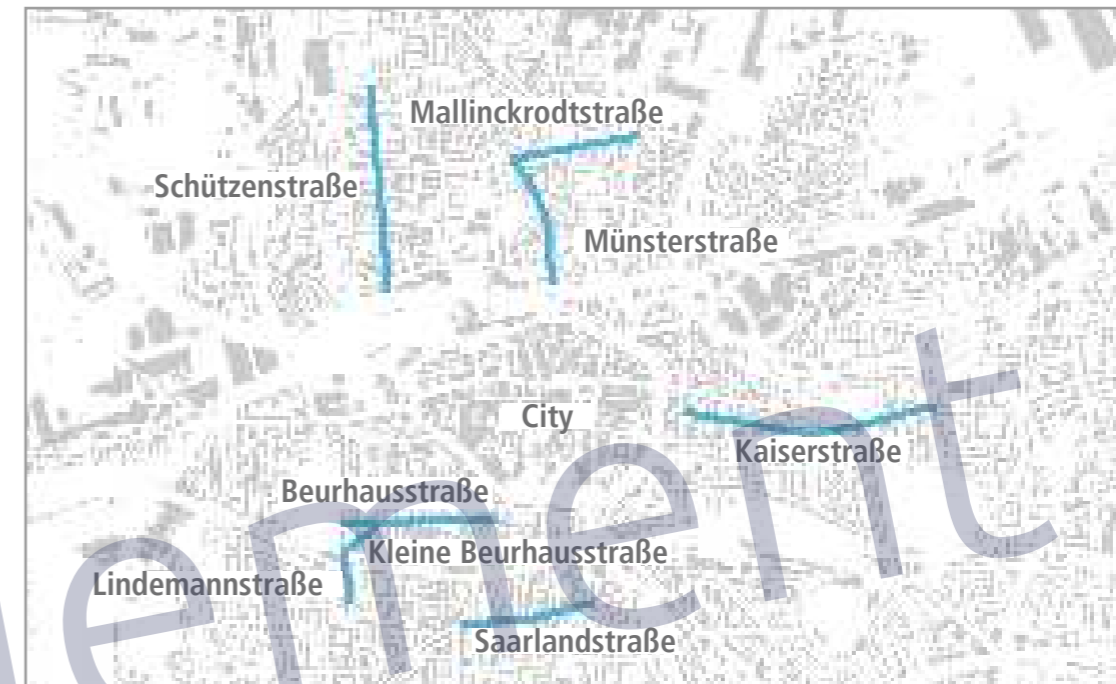 Mallinckrodtstraße
Schützenstraße
Münsterstraße
City
Kaiserstraße
Beurhausstraße
Kleine Beurhausstraße
Lindemannstraße
Saarlandstraße
ement